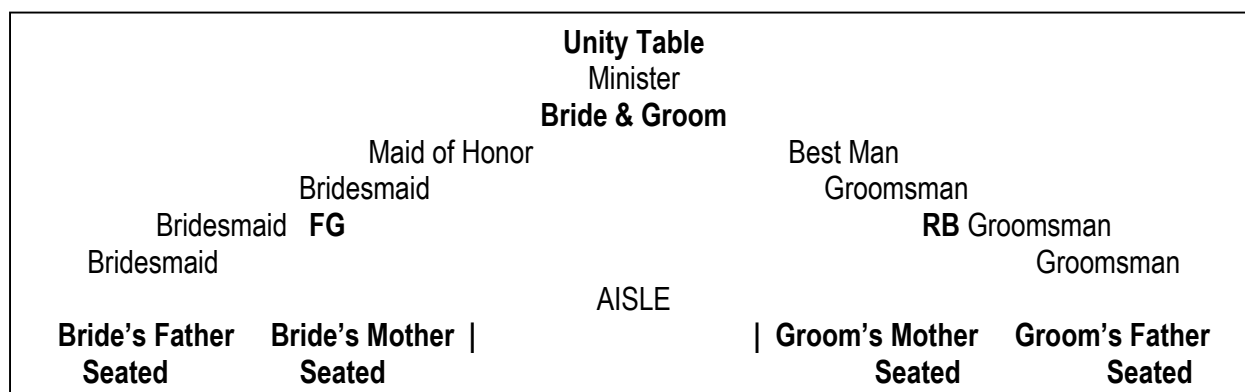 Unity Table
Minister
Bride & Groom
Maid of Honor Best Man
Bridesmaid Groomsman
Bridesmaid FG RB Groomsman
Bridesmaid Groomsman
AISLE
Bride’s Father Bride’s Mother | | Groom’s Mother Groom’s Father
Seated Seated Seated Seated